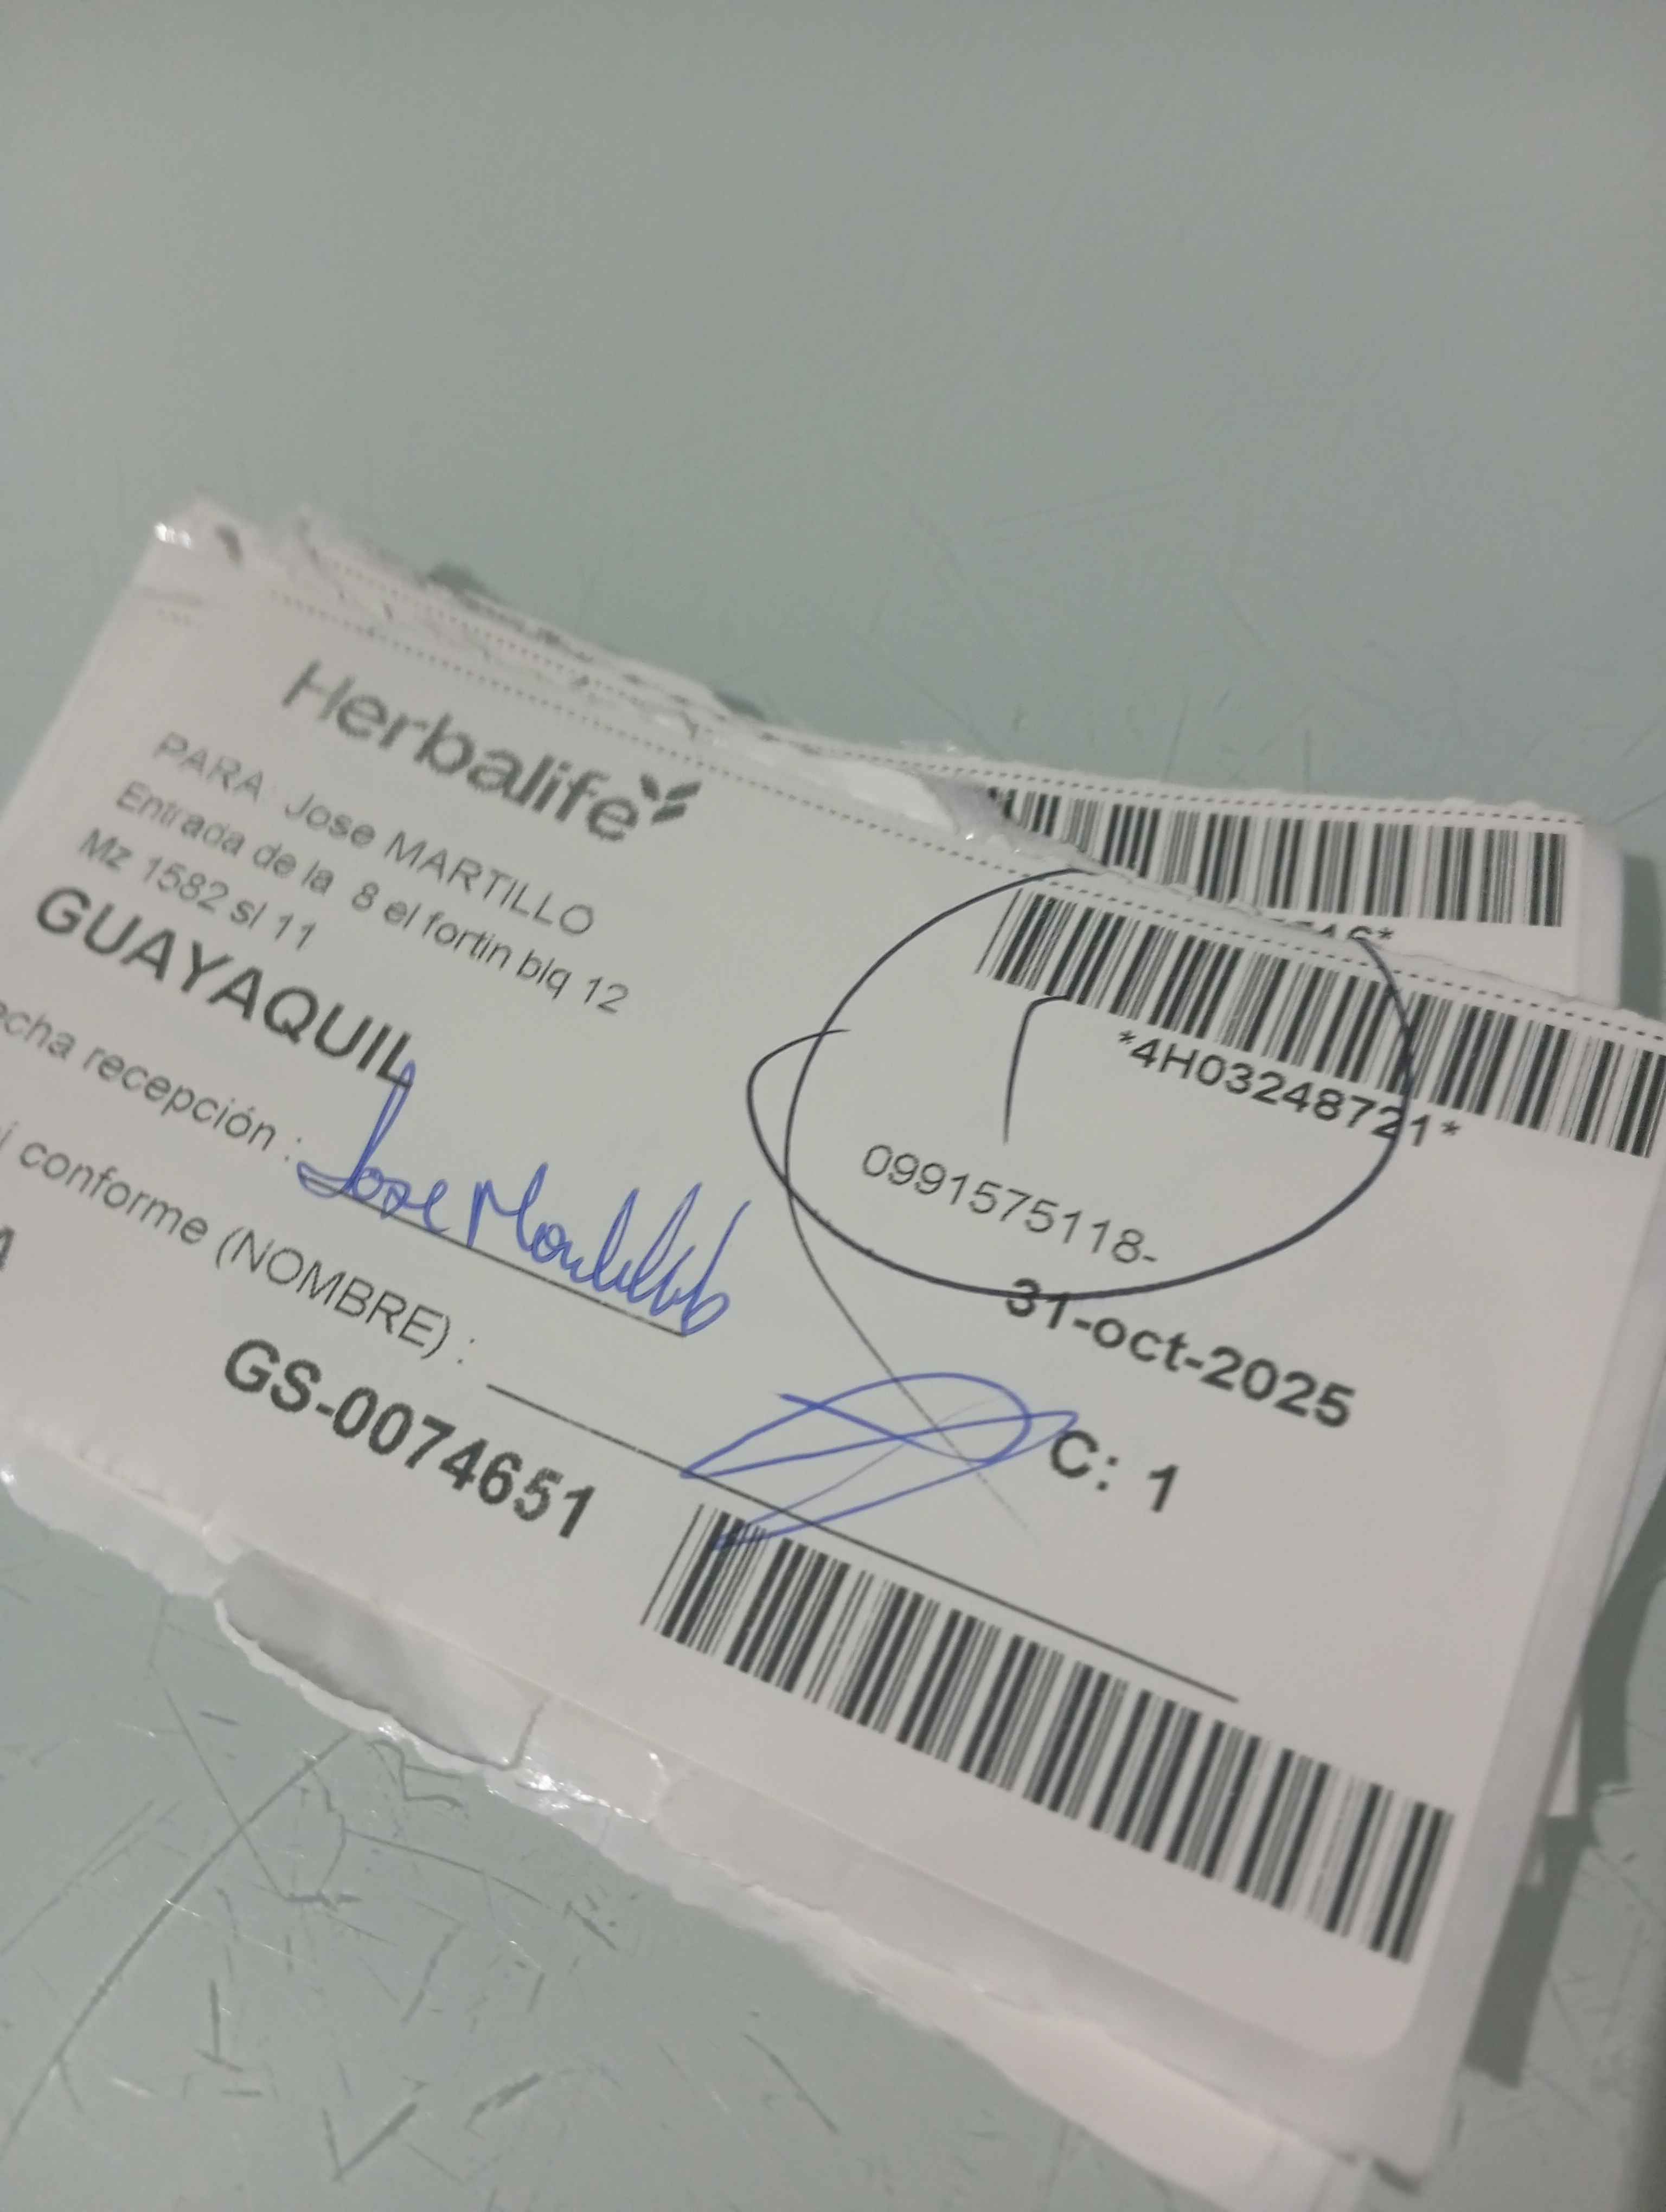 Herbalife
PARA: Jose MARTILLO
Entrada de la 8 el fortin blq 12
Mz 1582 sl 11
GUAYAQUIL
echa recepción :
i conforme (NOMBRE) :
GS-0074651
*4H03248721*
0991575118-
31-oct-2025
C: 1